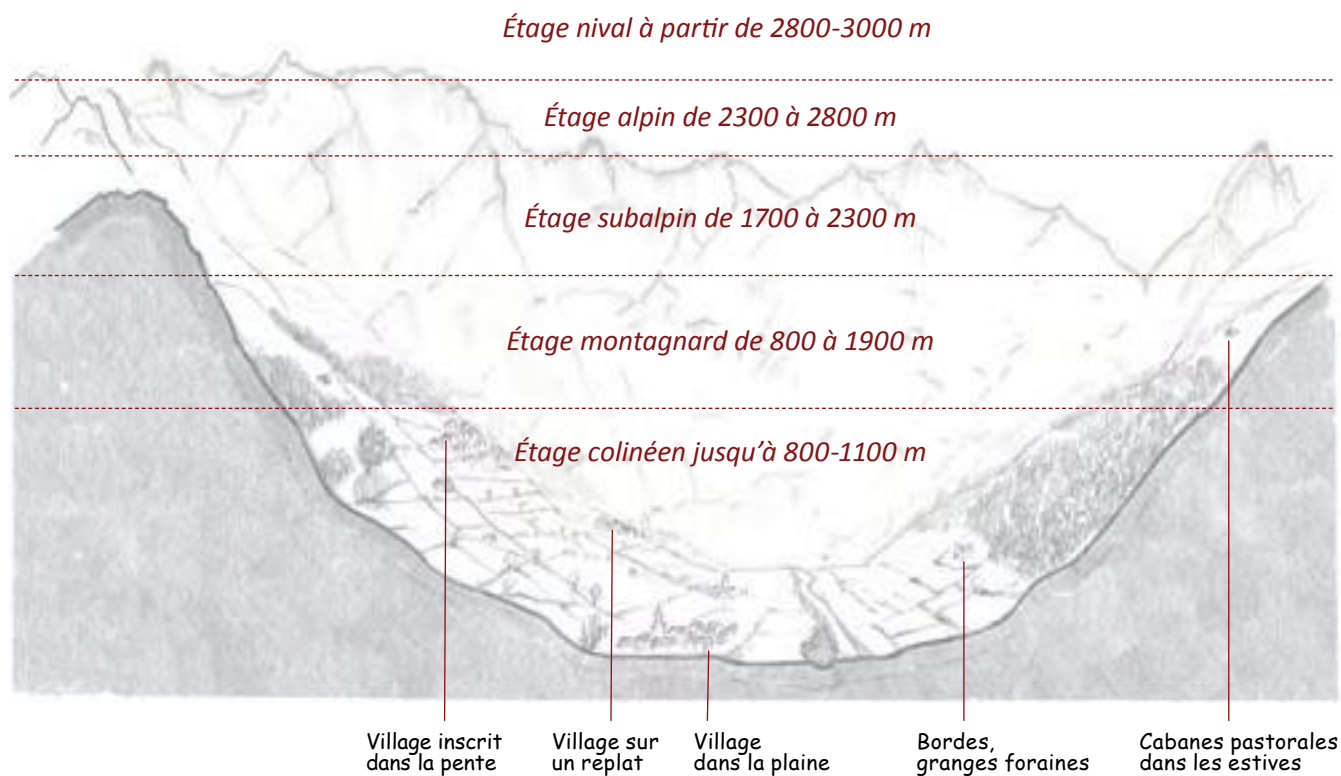 Étage nival à partir de 2800-3000 m
Étage alpin de 2300 à 2800 m
Étage subalpin de 1700 à 2300 m
Étage montagnard de 800 à 1900 m
Étage colinéen jusqu'à 800-1100 m
Village inscrit
dans la pente
Village sur
un replat
Village
dans la plaine
Bordes,
granges foraines
Cabanes pastorales
dans les estives